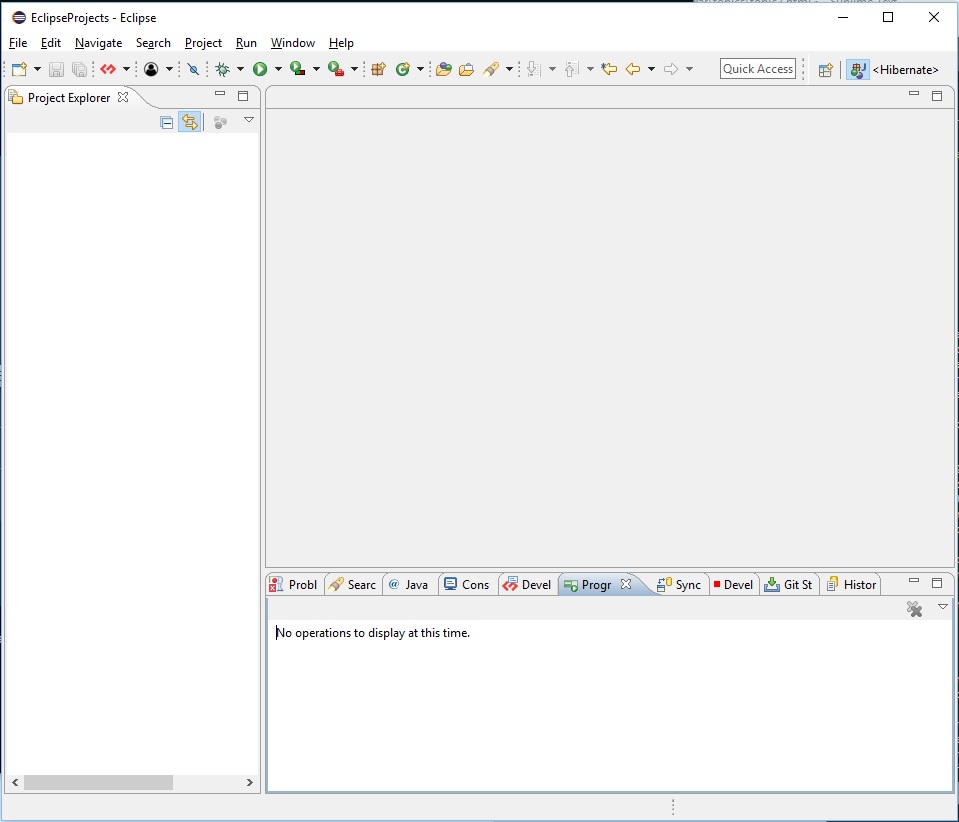 EclipseProjects - Eclipse
File Edit Navigate Search Project Run Window Help
Quick Access
<Hibernate>
Project Explorer
Probl Searc @ Java Cons Devel Progr Sync Devel Git St Histor
No operations to display at this time.